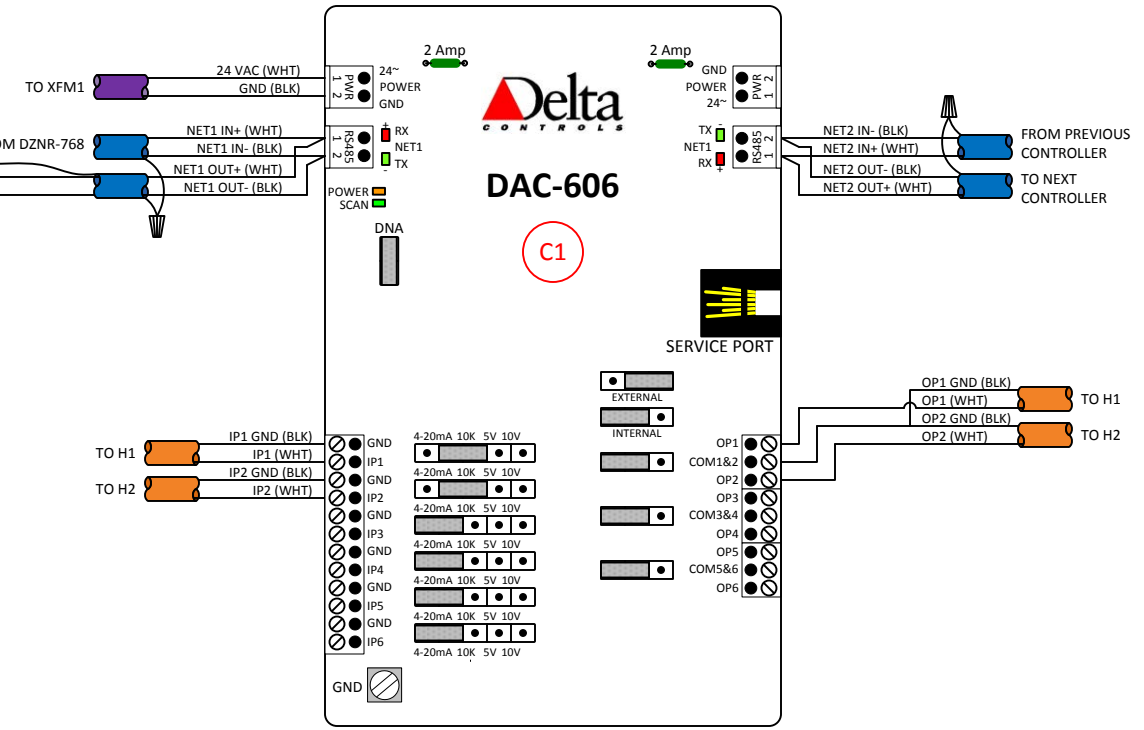 2 Amp
2 Amp
TO XFM1
24 VAC (WHT)
GND (BLK)
1
2
PWR
24~
POWER
GND
GND
POWER
24~
PWR
2
1
Delta
CONTROLS
OM DZNR-768
NET1 IN+ (WHT)
NET1 IN- (BLK)
NET1 OUT+ (WHT)
NET1 OUT- (BLK)
1
2
RS485
+
RX
NET1
TX
-
-
TX
NET1
RX
+
RS485
2
1
NET2 IN- (BLK)
NET2 IN+ (WHT)
NET2 OUT- (BLK)
NET2 OUT+ (WHT)
FROM PREVIOUS
CONTROLLER
TO NEXT
CONTROLLER
DAC-606
POWER
SCAN
DNA
C1
SERVICE PORT
EXTERNAL
INTERNAL
OP1 GND (BLK)
OP1 (WHT)
OP2 GND (BLK)
OP2 (WHT)
TO H1
TO H2
TO H1
TO H2
IP1 GND (BLK)
IP1 (WHT)
IP2 GND (BLK)
IP2 (WHT)
GND
IP1
GND
IP2
GND
IP3
GND
IP4
GND
IP5
GND
IP6
4-20mA 10K 5V 10V
4-20mA 10K 5V 10V
4-20mA 10K 5V 10V
4-20mA 10K 5V 10V
4-20mA 10K 5V 10V
4-20mA 10K 5V 10V
4-20mA 10K 5V 10V
OP1
COM1&2
OP2
OP3
COM3&4
OP4
OP5
COM5&6
OP6
GND